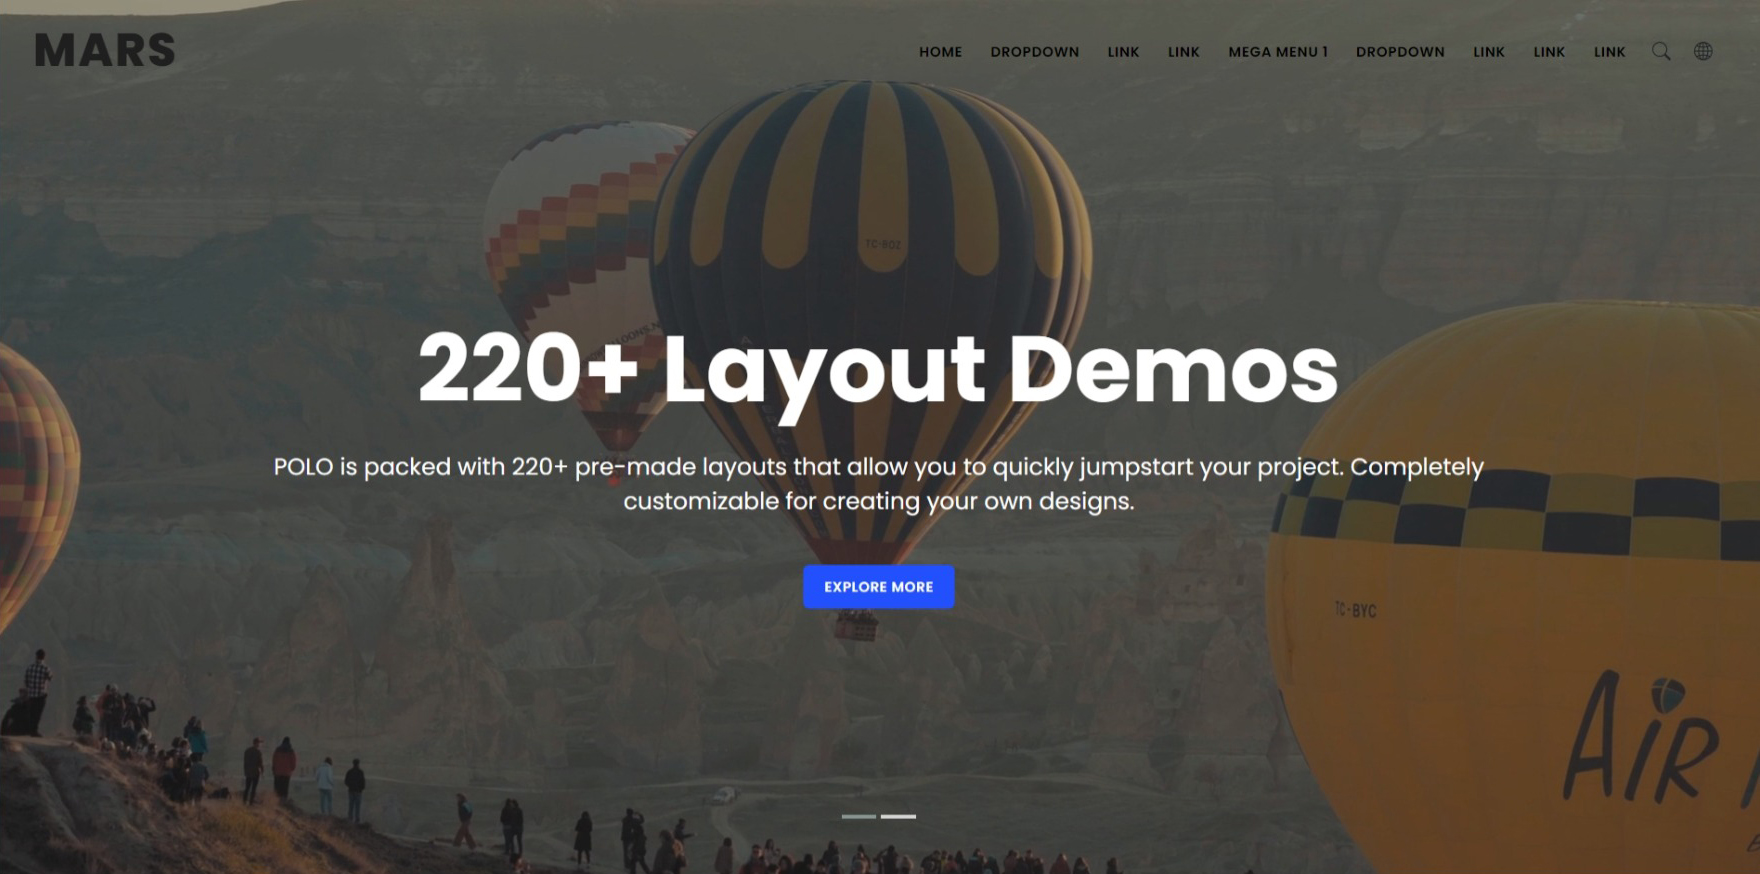 MARS
HOME DROPDOWN LINK LINK MEGA MENU 1 DROPDOWN LINK LINK LINK
TC-BOZ
220+ Layout Demos
POLO is packed with 220+ pre-made layouts that allow you to quickly jumpstart your project. Completely
customizable for creating your own designs.
EXPLORE MORE
TC-BYC
AiR